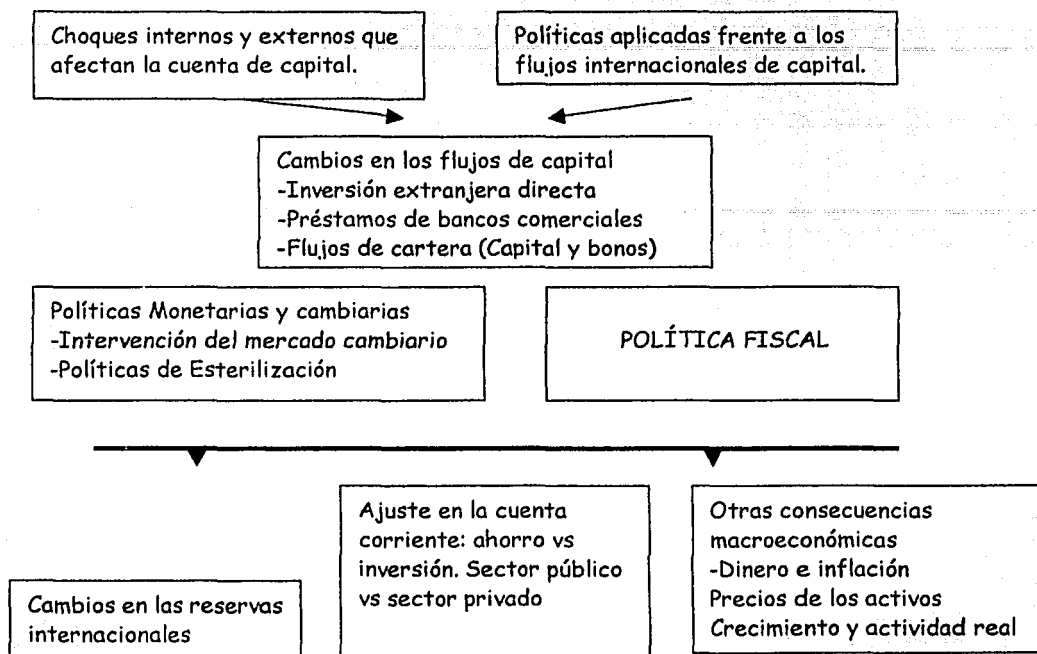 Choques internos y externos que
afectan la cuenta de capital.
Políticas aplicadas frente a los
flujos internacionales de capital.
Cambios en los flujos de capital
-Inversión extranjera directa
-Préstamos de bancos comerciales
-Flujos de cartera (Capital y bonos)
Políticas Monetarias y cambiarias
-Intervención del mercado cambiario
-Políticas de Esterilización
POLÍTICA FISCAL
Cambios en las reservas
internacionales
Ajuste en la cuenta
corriente: ahorro vs
inversión. Sector público
vs sector privado
Otras consecuencias
macroeconómicas
-Dinero e inflación
Precios de los activos
Crecimiento y actividad real